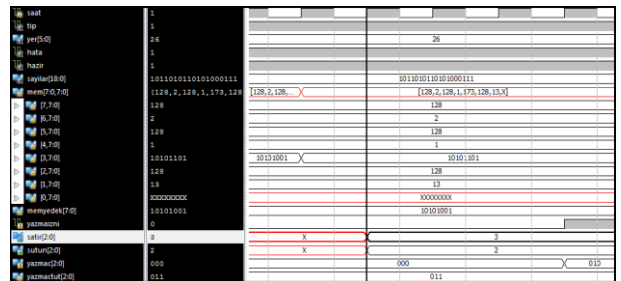 saat 1
tip 1
yer[5:0] 26 26
hata 1
hazir 1
sayilar[18:0] 1011010110101000111 1011010110101000111
mem[7:0,7:0] [128,2,128,1,173,128 [128,2,128,... [128,2,128,1,173,128,13,X]
[7,7:0] 128 128
[6,7:0] 2 2
[5,7:0] 128 128
[4,7:0] 1 1
[3,7:0] 10101101 10101001 10101101
[2,7:0] 128 128
[1,7:0] 13 13
[0,7:0] XXXXXXXX XXXXXXXX
memyedek[7:0] 10101001 10101001
yazmaizni 0
satir[2:0] 3 X 3
sutun[2:0] 2 X 2
yazmac[2:0] 000 000 010
yazmactut[2:0] 011 011